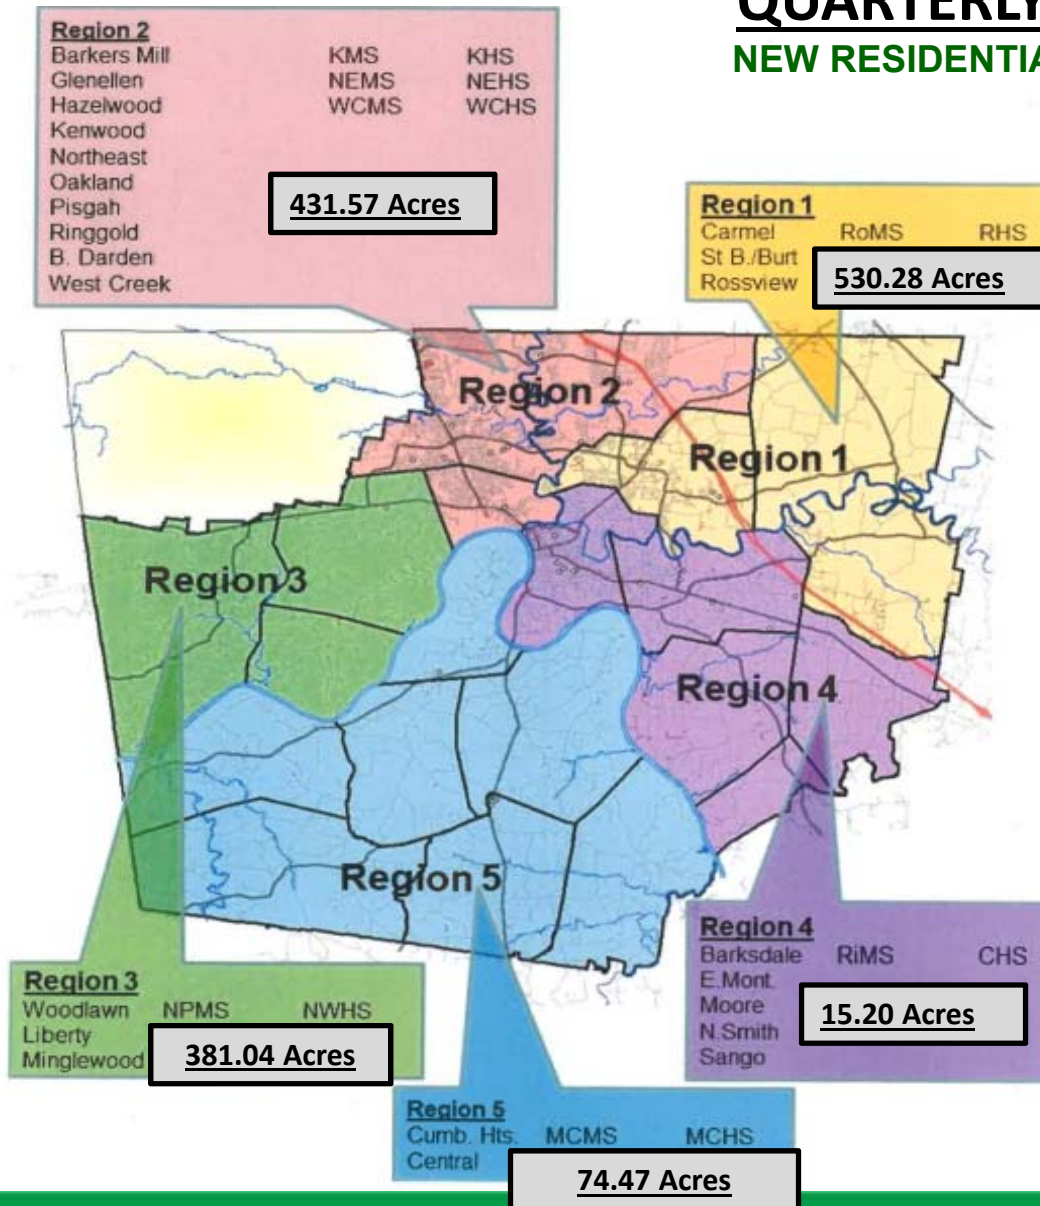 QUARTERLY
NEW RESIDENTIA
Region 2
Barkers Mill KMS KHS
Glenellen NEMS NEHS
Hazelwood WCMS WCHS
Kenwood
Northeast
Oakland
Pisgah
Ringgold
B. Darden
West Creek
431.57 Acres
Region 1
Carmel RoMS RHS
St B./Burt
Rossview
530.28 Acres
Region 2
Region 1
Region 3
Region 4
Region 5
Region 3
Woodlawn NPMS NWHS
Liberty
Minglewood
381.04 Acres
Region 4
Barksdale RiMS CHS
E.Mont.
Moore
N.Smith
Sango
15.20 Acres
Region 5
Cumb. Hts. MCMS MCHS
Central
74.47 Acres